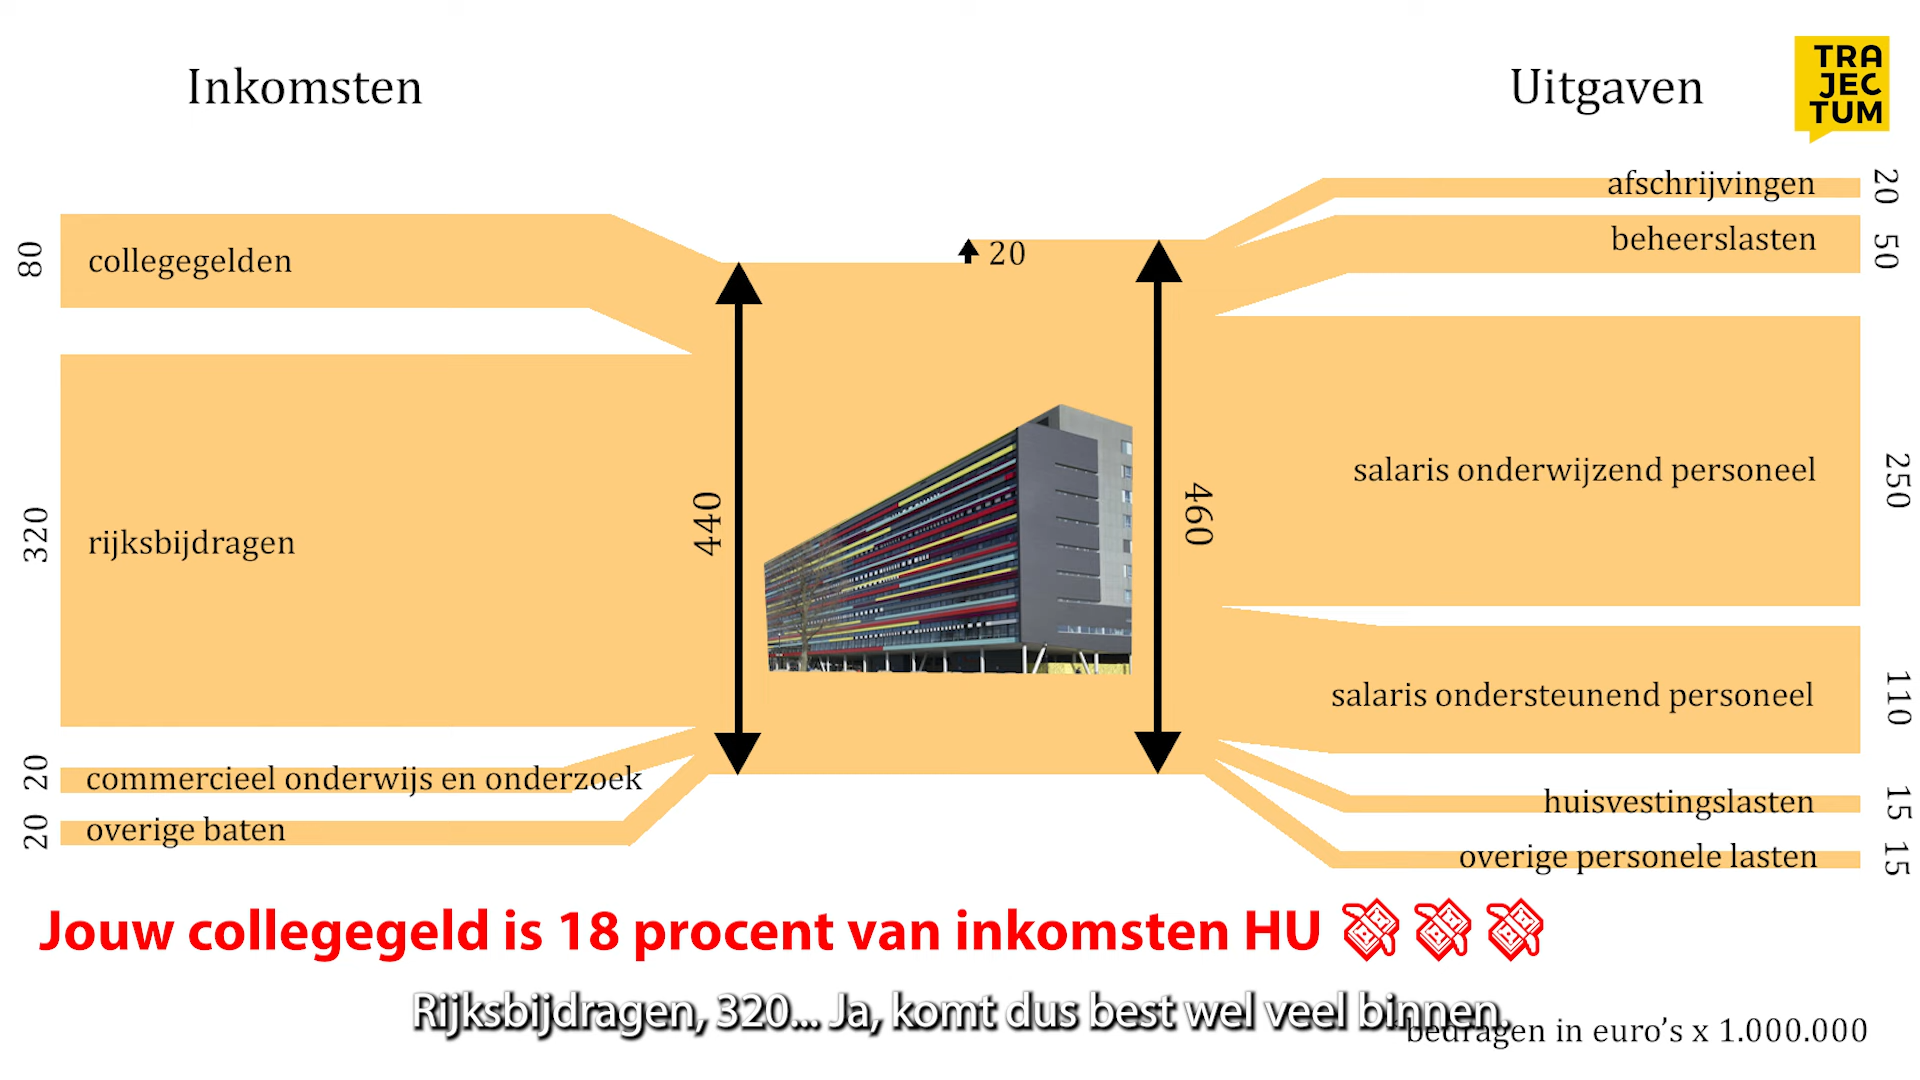 Inkomsten
Uitgaven
TRA
JEC
TUM
80
collegegelden
320
rijksbijdragen
20
commercieel onderwijs en onderzoek
20
overige baten
440
20
460
afschrijvingen
20
beheerslasten
50
salaris onderwijzend personeel
250
salaris ondersteunend personeel
110
huisvestingslasten
15
overige personele lasten
15
Jouw collegegeld is 18 procent van inkomsten HU
Rijksbijdragen, 320... Ja, komt dus best wel veel binnen.
*bedragen in euro's x 1.000.000